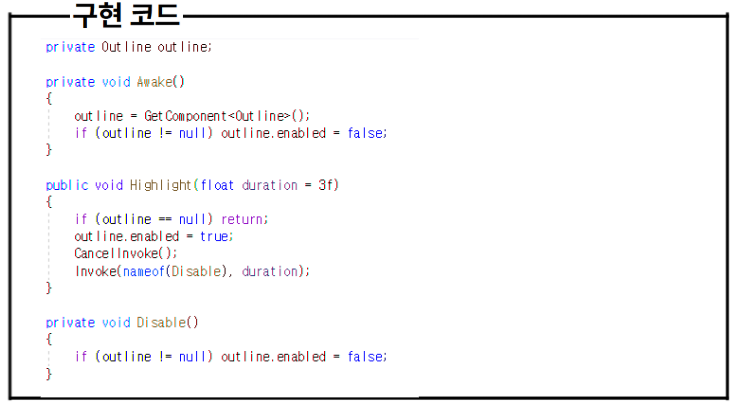 구현 코드
private Outline outline;
private void Awake()
{
outline = GetComponent<Outline>();
if (outline != null) outline.enabled = false;
}
public void Highlight(float duration = 3f)
{
if (outline == null) return;
outline.enabled = true;
CancelInvoke();
Invoke(nameof(Disable), duration);
}
private void Disable()
{
if (outline != null) outline.enabled = false;
}